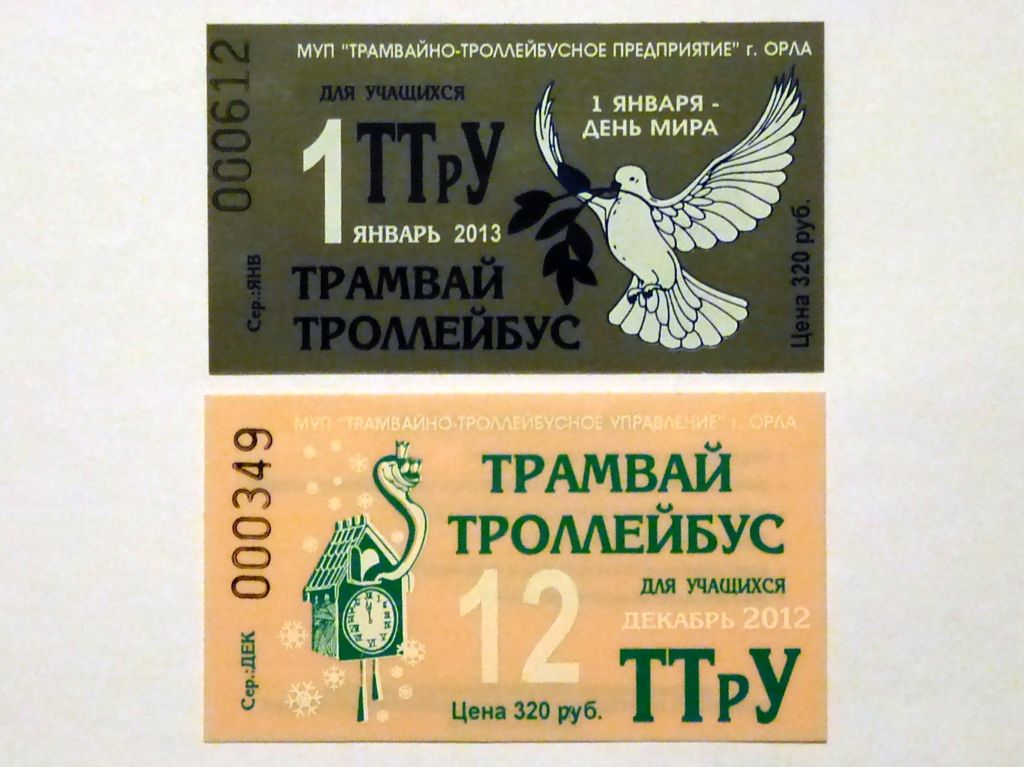 000612
МУП "ТРАМВАЙНО-ТРОЛЛЕЙБУСНОЕ ПРЕДПРИЯТИЕ" г. ОРЛА
ДЛЯ УЧАЩИХСЯ
1 ТТрУ
1 ЯНВАРЯ -
ДЕНЬ МИРА
ЯНВАРЬ 2013
Сер.:ЯНВ
ТРАМВАЙ
ТРОЛЛЕЙБУС
Цена 320 руб.
000349
МУП "ТРАМВАЙНО-ТРОЛЛЕЙБУСНОЕ УПРАВЛЕНИЕ" г. ОРЛА
ТРАМВАЙ
ТРОЛЛЕЙБУС
12
ДЛЯ УЧАЩИХСЯ
ДЕКАБРЬ 2012
Сер.:ДЕК
ТТрУ
Цена 320 руб.